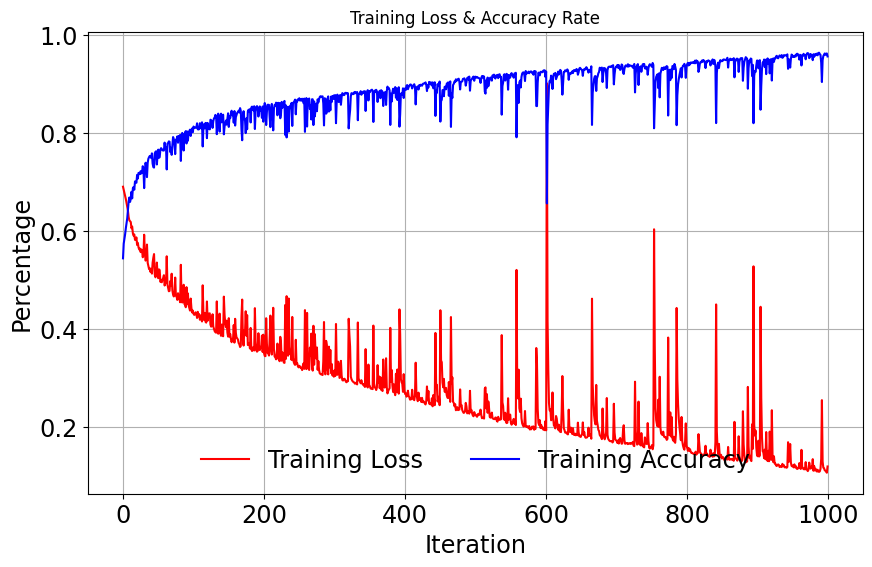 Training Loss & Accuracy Rate
1.0
0.8
0.6
0.4
0.2
Percentage
Training Loss Training Accuracy
0 200 400 600 800 1000
Iteration